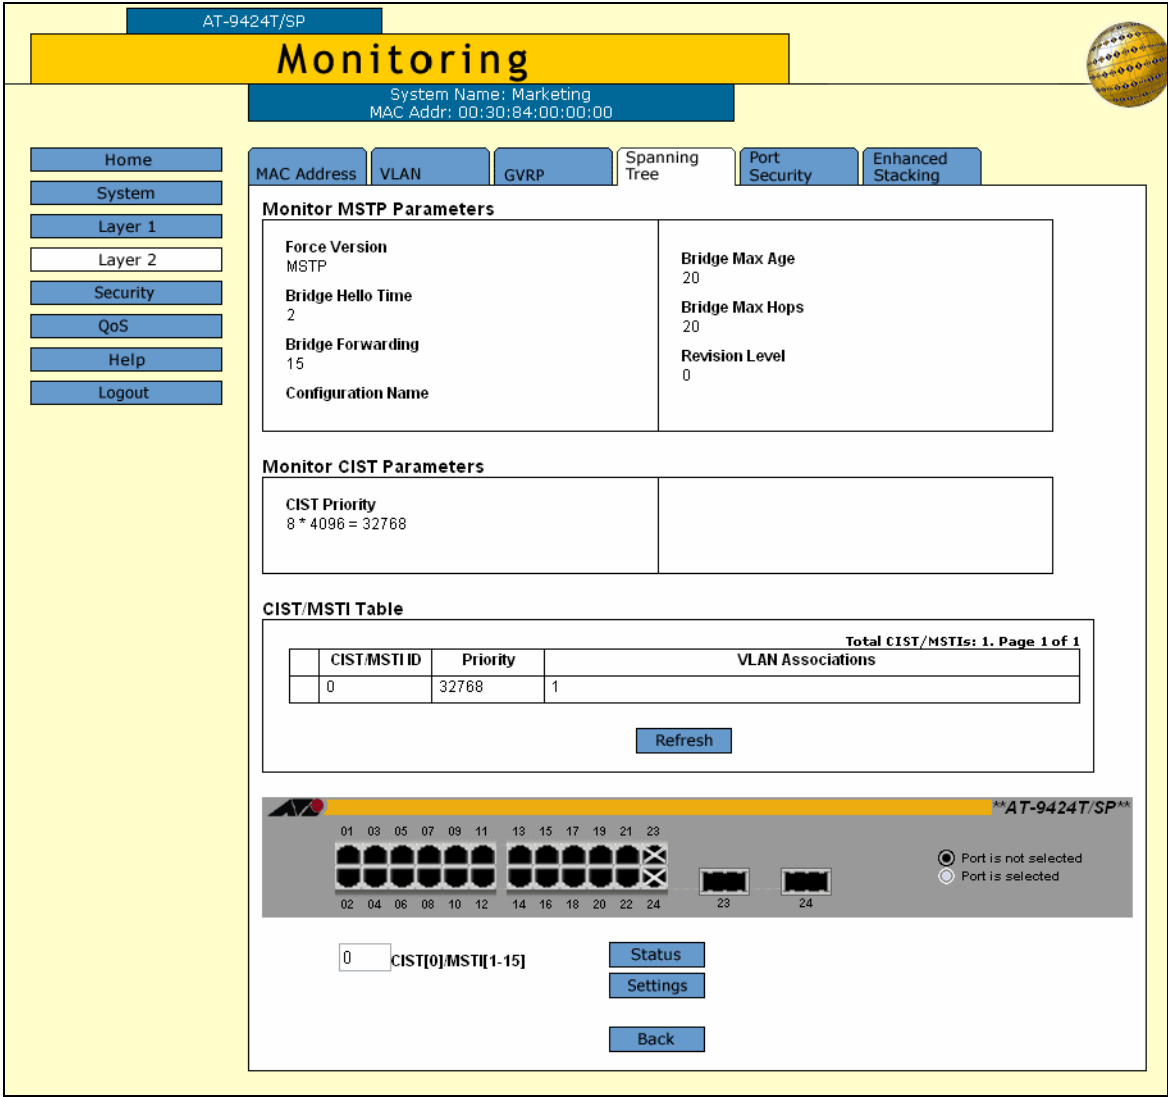 AT-9424T/SP
Monitoring
System Name: Marketing
MAC Addr: 00:30:84:00:00:00
Home
System
Layer 1
Layer 2
Security
QoS
Help
Logout
MAC Address
VLAN
GVRP
Spanning
Tree
Port
Security
Enhanced
Stacking
Monitor MSTP Parameters
Force Version
MSTP
Bridge Hello Time
2
Bridge Forwarding
15
Configuration Name
Bridge Max Age
20
Bridge Max Hops
20
Revision Level
0
Monitor CIST Parameters
CIST Priority
8 * 4096 = 32768
CIST/MSTI Table
Total CIST/MSTIs: 1. Page 1 of 1
CIST/MSTI ID Priority VLAN Associations
0 32768 1
Refresh
**AT-9424T/SP**
01 03 05 07 09 11 13 15 17 19 21 23
02 04 06 08 10 12 14 16 18 20 22 24
23 24
Port is not selected
Port is selected
0 CIST[0]/MSTI[1-15]
Status
Settings
Back